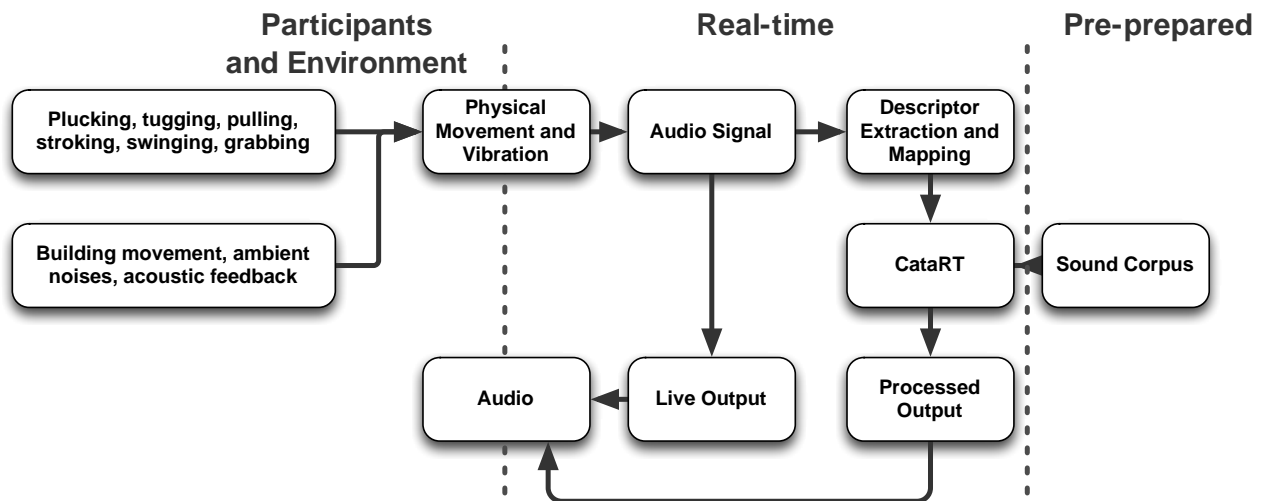 Participants
and Environment
Real-time
Pre-prepared
Plucking, tugging, pulling,
stroking, swinging, grabbing
Physical
Movement and
Vibration
Audio Signal
Descriptor
Extraction and
Mapping
Building movement, ambient
noises, acoustic feedback
CataRT
Sound Corpus
Audio
Live Output
Processed
Output